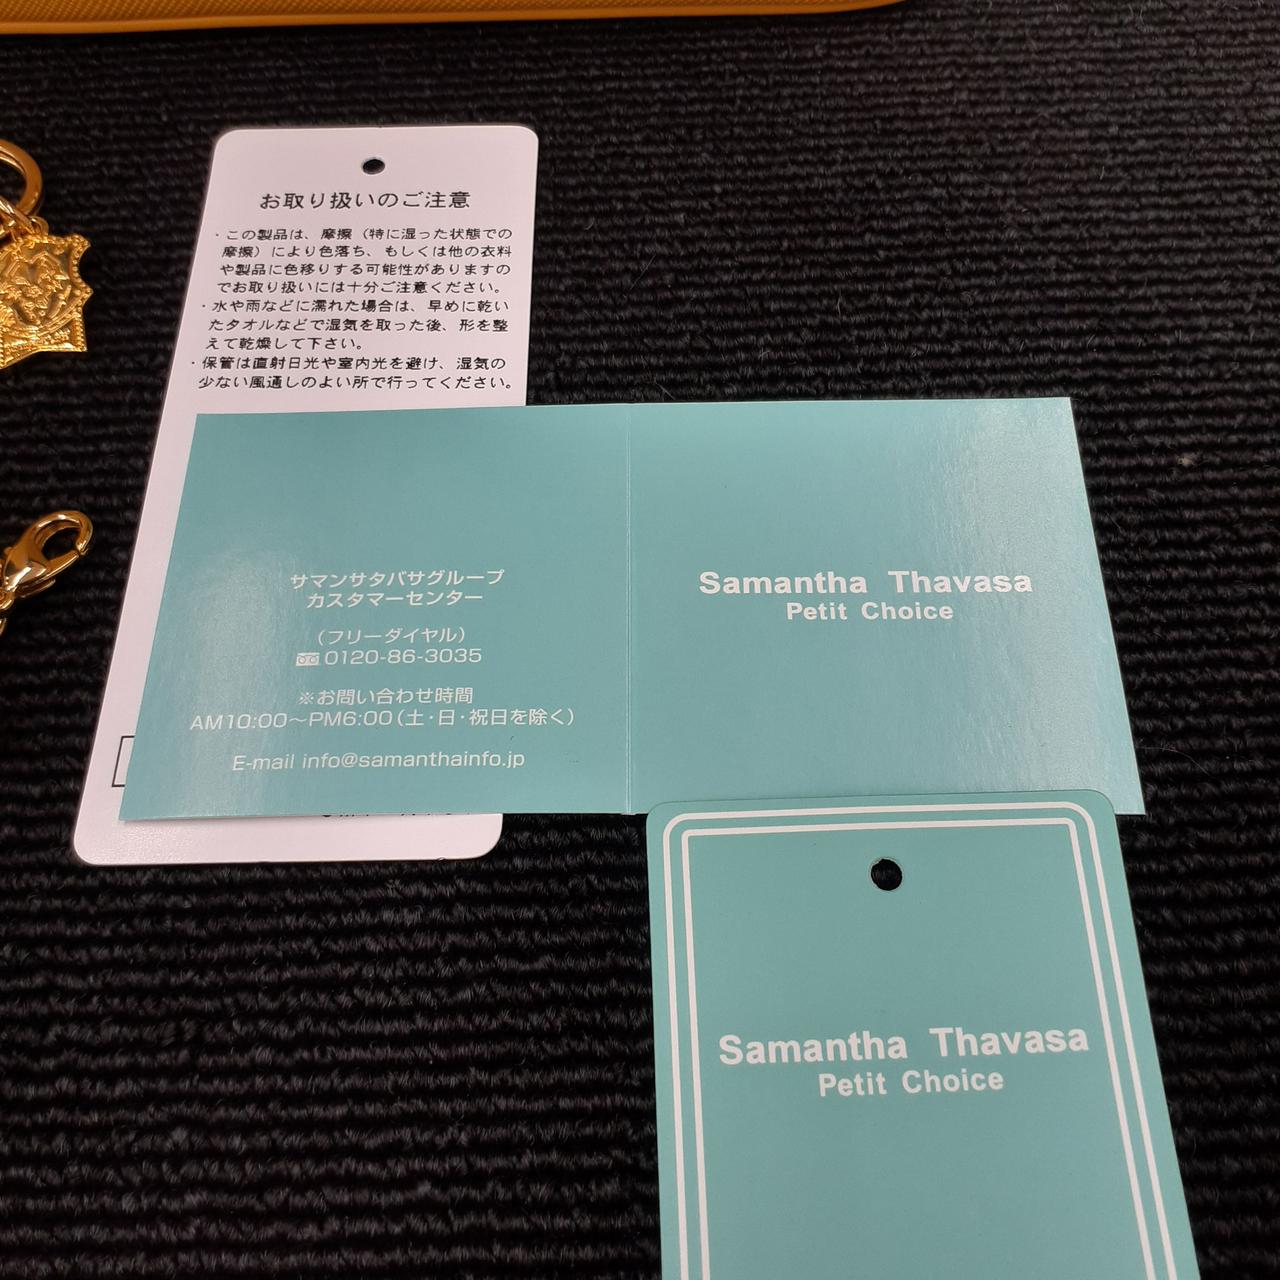 お取り扱いのご注意
・この製品は、摩擦（特に湿った状態での
摩擦）により色落ち、もしくは他の衣料
や製品に色移りする可能性がありますの
でお取り扱いには十分ご注意ください。
・水や雨などに濡れた場合は、早めに乾い
たタオルなどで湿気を取った後、形を整
えて乾燥して下さい。
・保管は直射日光や室内光を避け、湿気の
少ない風通しのよい所で行ってください。
サマンサタバサグループ
カスタマーセンター
（フリーダイヤル）
0120-86-3035
※お問い合わせ時間
AM10:00～PM6:00（土・日・祝日を除く）
E-mail info@samanthainfo.jp
Samantha Thavasa
Petit Choice
Samantha Thavasa
Petit Choice